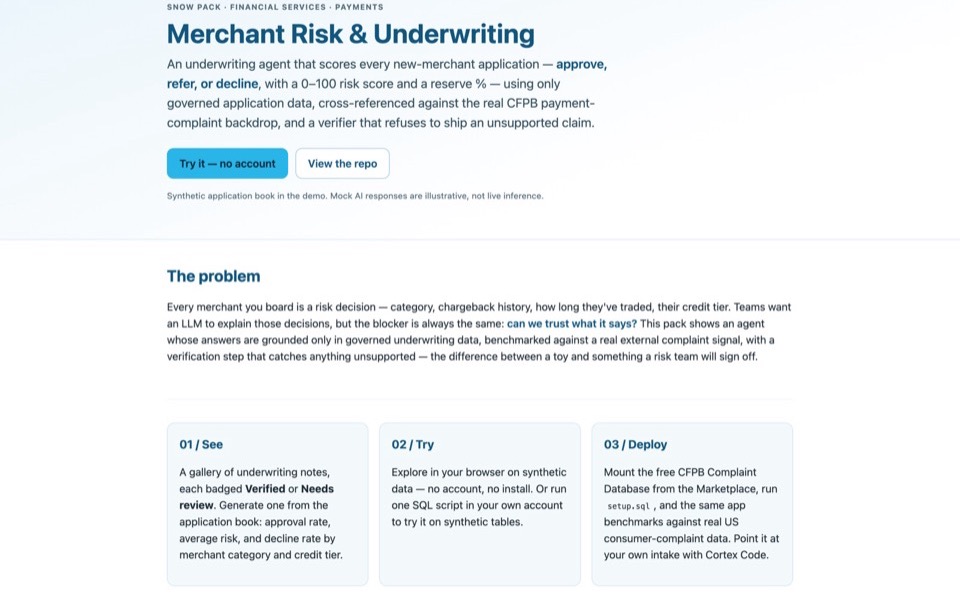 SNOW PACK · FINANCIAL SERVICES · PAYMENTS
Merchant Risk & Underwriting
An underwriting agent that scores every new-merchant application — approve,
refer, or decline, with a 0–100 risk score and a reserve % — using only
governed application data, cross-referenced against the real CFPB payment-
complaint backdrop, and a verifier that refuses to ship an unsupported claim.
Try it — no account
View the repo
Synthetic application book in the demo. Mock AI responses are illustrative, not live inference.
The problem
Every merchant you board is a risk decision — category, chargeback history, how long they've traded, their credit tier. Teams want
an LLM to explain those decisions, but the blocker is always the same: can we trust what it says? This pack shows an agent
whose answers are grounded only in governed underwriting data, benchmarked against a real external complaint signal, with a
verification step that catches anything unsupported — the difference between a toy and something a risk team will sign off.
01 / See
A gallery of underwriting notes,
each badged Verified or Needs
review. Generate one from the
application book: approval rate,
average risk, and decline rate by
merchant category and credit tier.
02 / Try
Explore in your browser on synthetic
data — no account, no install. Or run
one SQL script in your own account
to try it on synthetic tables.
03 / Deploy
Mount the free CFPB Complaint
Database from the Marketplace, run
setup.sql , and the same app
benchmarks against real US
consumer-complaint data. Point it at
your own intake with Cortex Code.